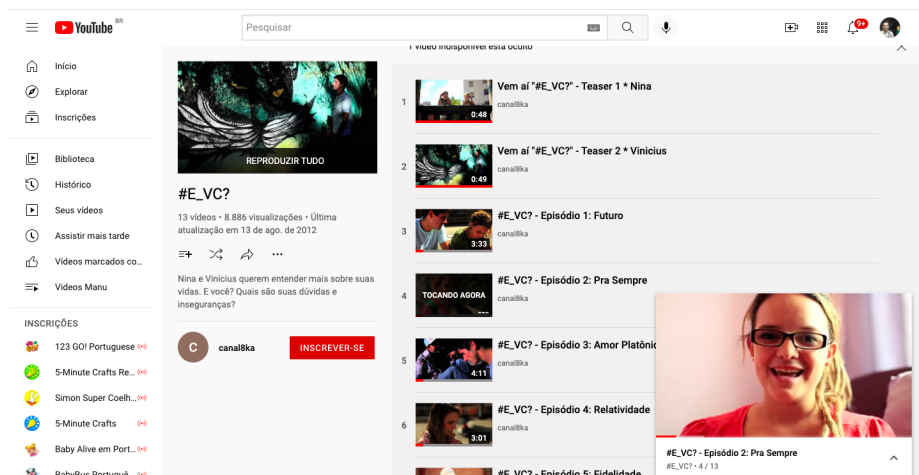 YouTube BR
Pesquisar
9+
Início
Explorar
Inscrições
Biblioteca
Histórico
Seus vídeos
Assistir mais tarde
Vídeos marcados co...
Videos Manu
INSCRIÇÕES
123 GO! Portuguese
5-Minute Crafts Re...
Simon Super Coelh...
5-Minute Crafts
Baby Alive em Port...
BabyBus Portuguê...
REPRODUZIR TUDO
#E_VC?
13 vídeos • 8.886 visualizações • Última
atualização em 13 de ago. de 2012
Nina e Vinicius querem entender mais sobre suas
vidas. E você? Quais são suas dúvidas e
inseguranças?
C
canal8ka
INSCREVER-SE
1 vídeo indisponível está oculto
1
0:48
Vem aí "#E_VC?" - Teaser 1 * Nina
canal8ka
2
0:49
Vem aí "#E_VC?" - Teaser 2 * Vinicius
canal8ka
3
3:33
#E_VC? - Episódio 1: Futuro
canal8ka
4
TOCANDO AGORA
---
#E_VC? - Episódio 2: Pra Sempre
canal8ka
5
4:11
#E_VC? - Episódio 3: Amor Platônic
canal8ka
6
3:01
#E_VC? - Episódio 4: Relatividade
canal8ka
#E_VC? - Episódio 5: Fidelidade
#E_VC? - Episódio 2: Pra Sempre
#E_VC? • 4 / 13